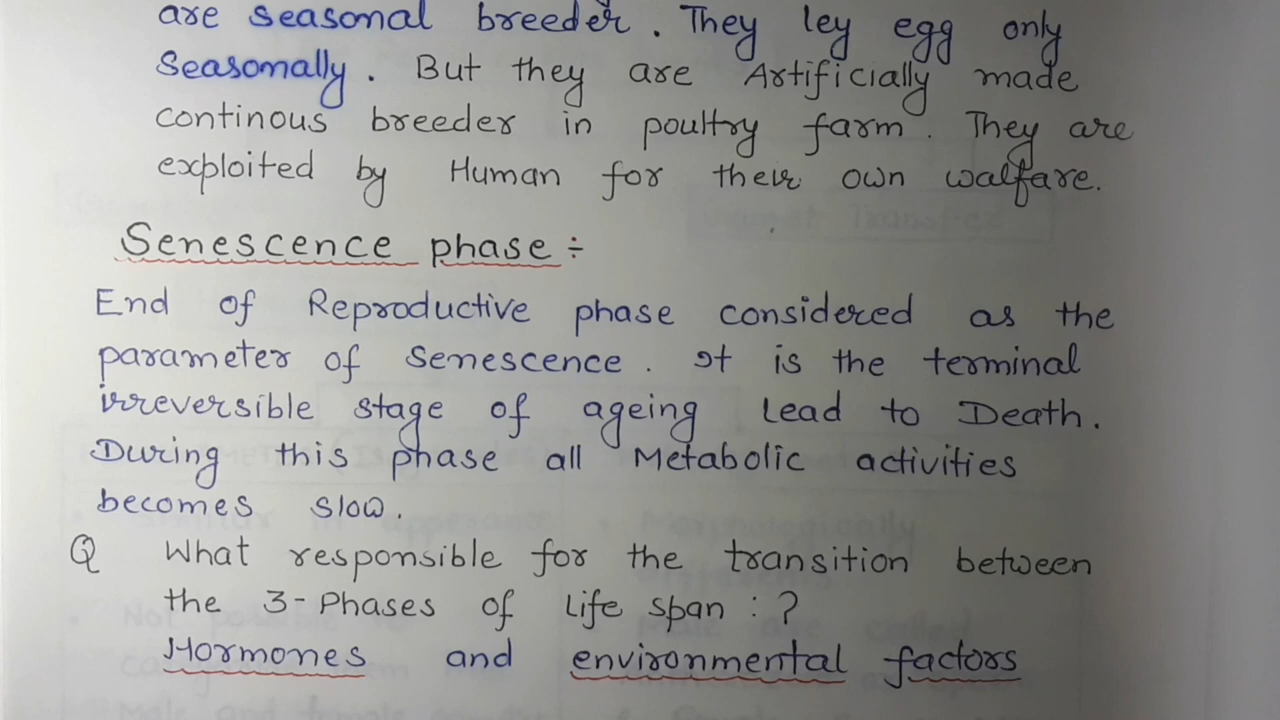 are seasonal breeder. They ley egg only
Seasonally. But they are Artificially made
continous breeder in poultry farm. They are
exploited by Human for their own walfare.
Senescence phase ÷
End of Reproductive phase considered as the
parameter of senescence. It is the terminal
irreversible stage of ageing lead to Death.
During this phase all Metabolic activities
becomes slow.
Q What responsible for the transition between
the 3-Phases of life span : ?
Hormones and environmental factors